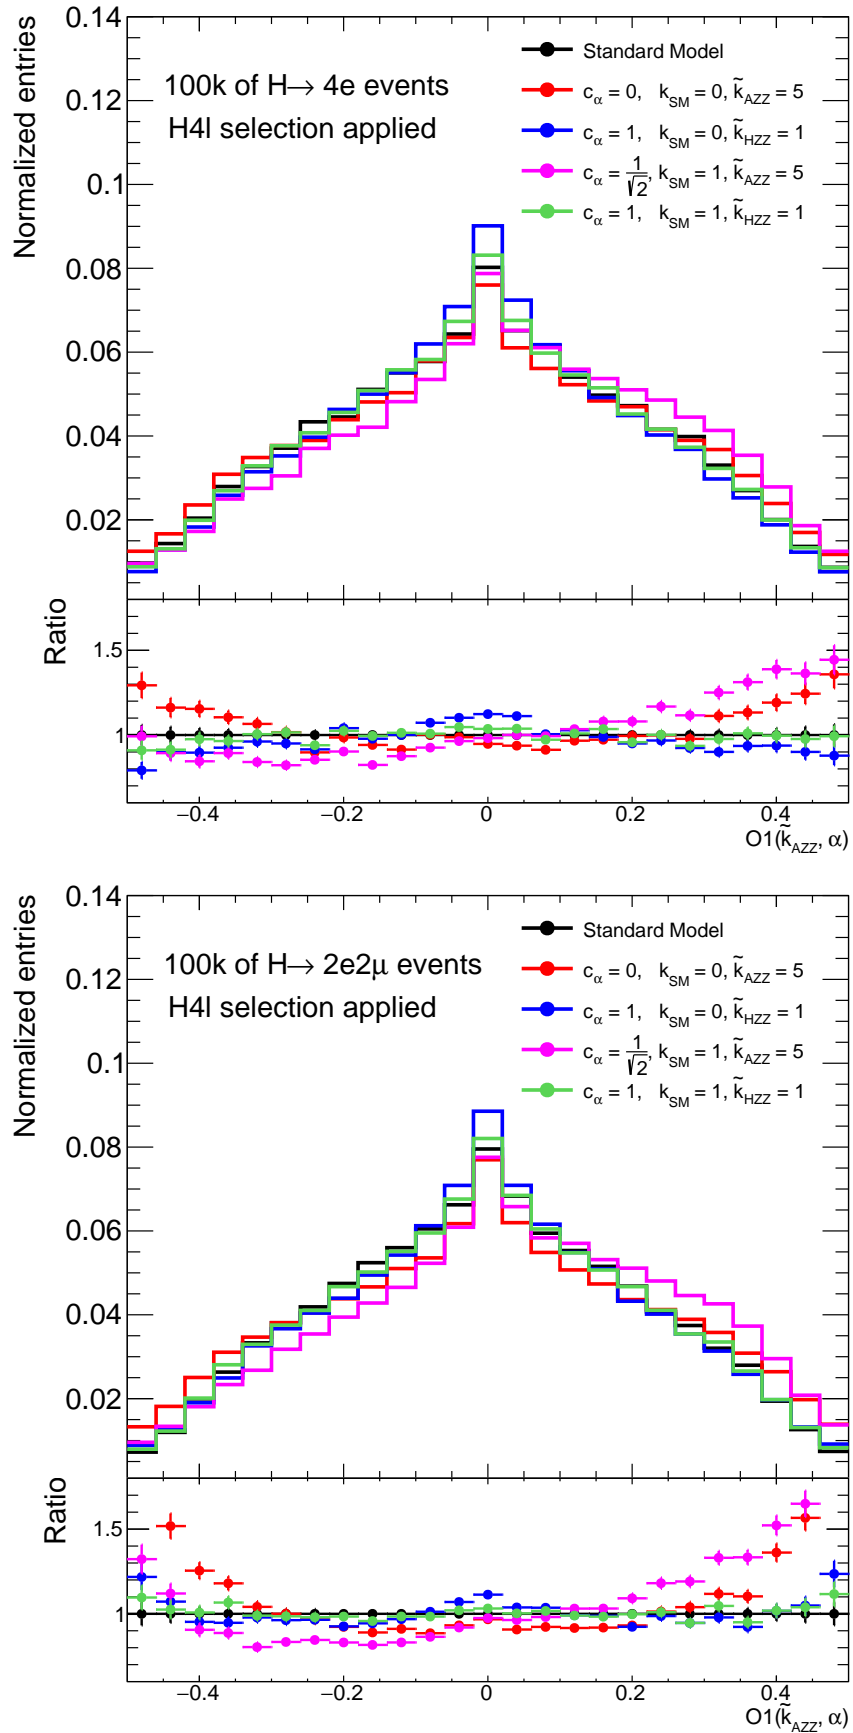 0.14
0.12
0.1
0.08
0.06
0.04
0.02
Normalized entries
100k of H→ 4e events
H4l selection applied
Standard Model
c_α = 0, k_SM = 0, k̃_AZZ = 5
c_α = 1, k_SM = 0, k̃_HZZ = 1
c_α = 1/√2, k_SM = 1, k̃_AZZ = 5
c_α = 1, k_SM = 1, k̃_HZZ = 1
Ratio
1.5
1
−0.4 −0.2 0 0.2 0.4
O1(k̃_AZZ, α)
0.14
0.12
0.1
0.08
0.06
0.04
0.02
Normalized entries
100k of H→ 2e2μ events
H4l selection applied
Standard Model
c_α = 0, k_SM = 0, k̃_AZZ = 5
c_α = 1, k_SM = 0, k̃_HZZ = 1
c_α = 1/√2, k_SM = 1, k̃_AZZ = 5
c_α = 1, k_SM = 1, k̃_HZZ = 1
Ratio
1.5
1
−0.4 −0.2 0 0.2 0.4
O1(k̃_AZZ, α)